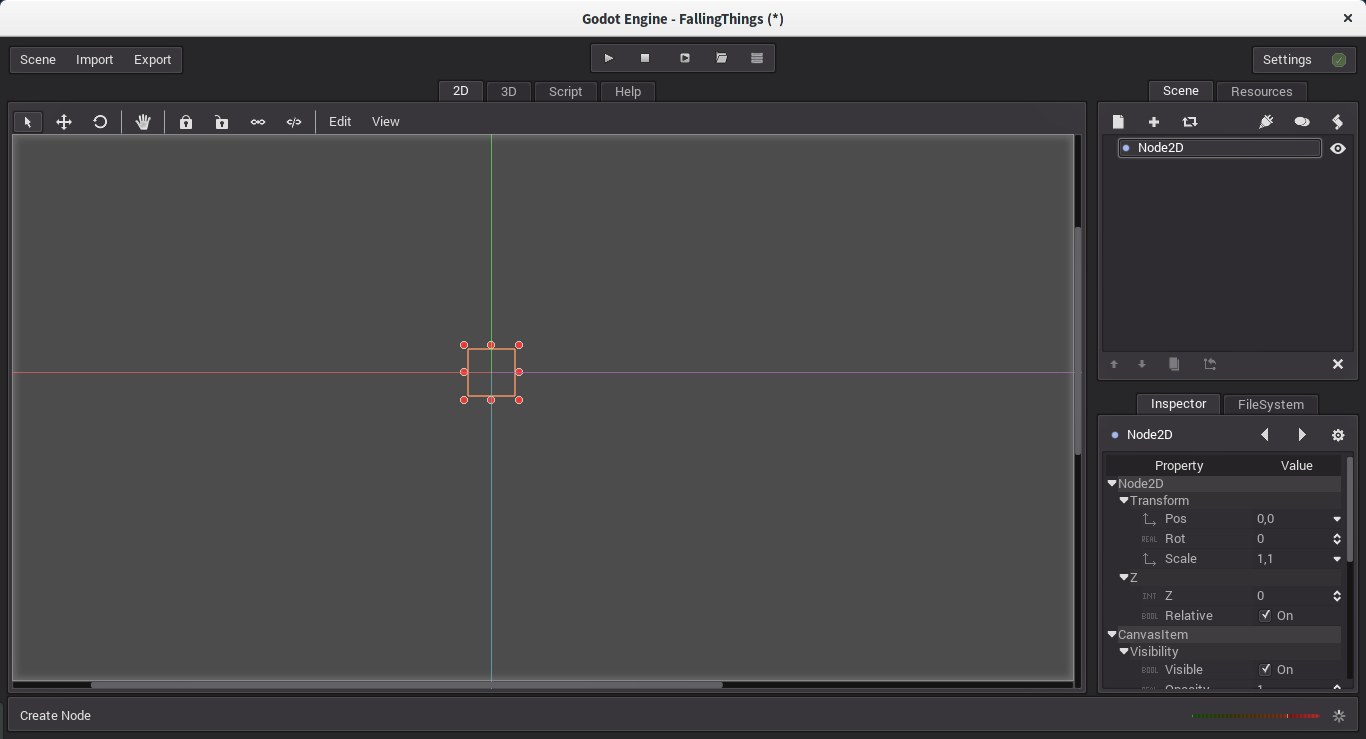 Godot Engine - FallingThings (*)
Scene Import Export
Settings
2D 3D Script Help
Scene Resources
Edit View
Node2D
Inspector FileSystem
Node2D
Property Value
Node2D
Transform
Pos 0,0
REAL Rot 0
Scale 1,1
Z
INT Z 0
BOOL Relative On
CanvasItem
Visibility
BOOL Visible On
Opacity 1
Create Node